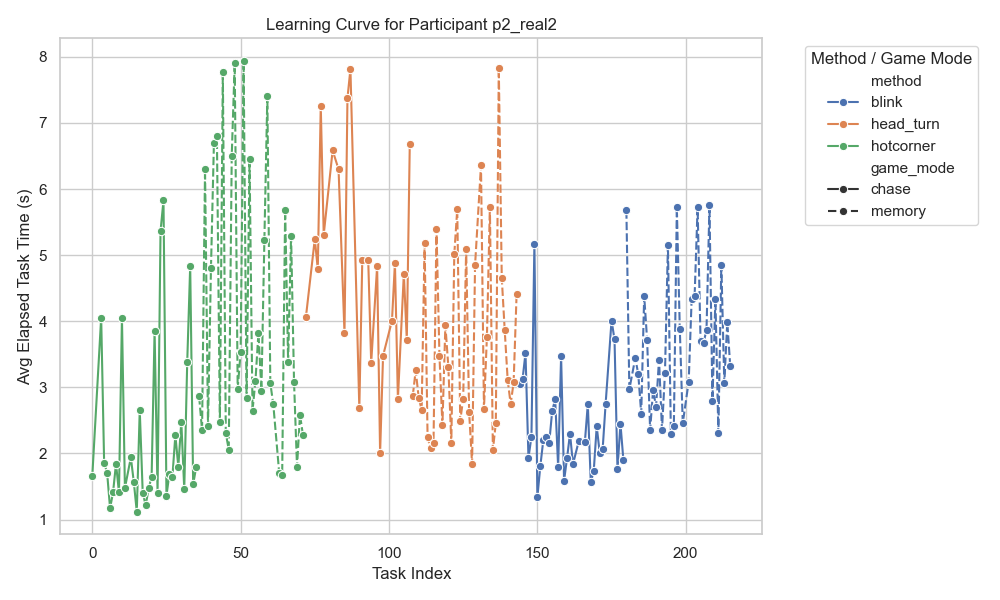 Learning Curve for Participant p2_real2
Method / Game Mode
method
blink
head_turn
hotcorner
game_mode
chase
memory
Avg Elapsed Task Time (s)
8
7
6
5
4
3
2
1
0
50
100
150
200
Task Index